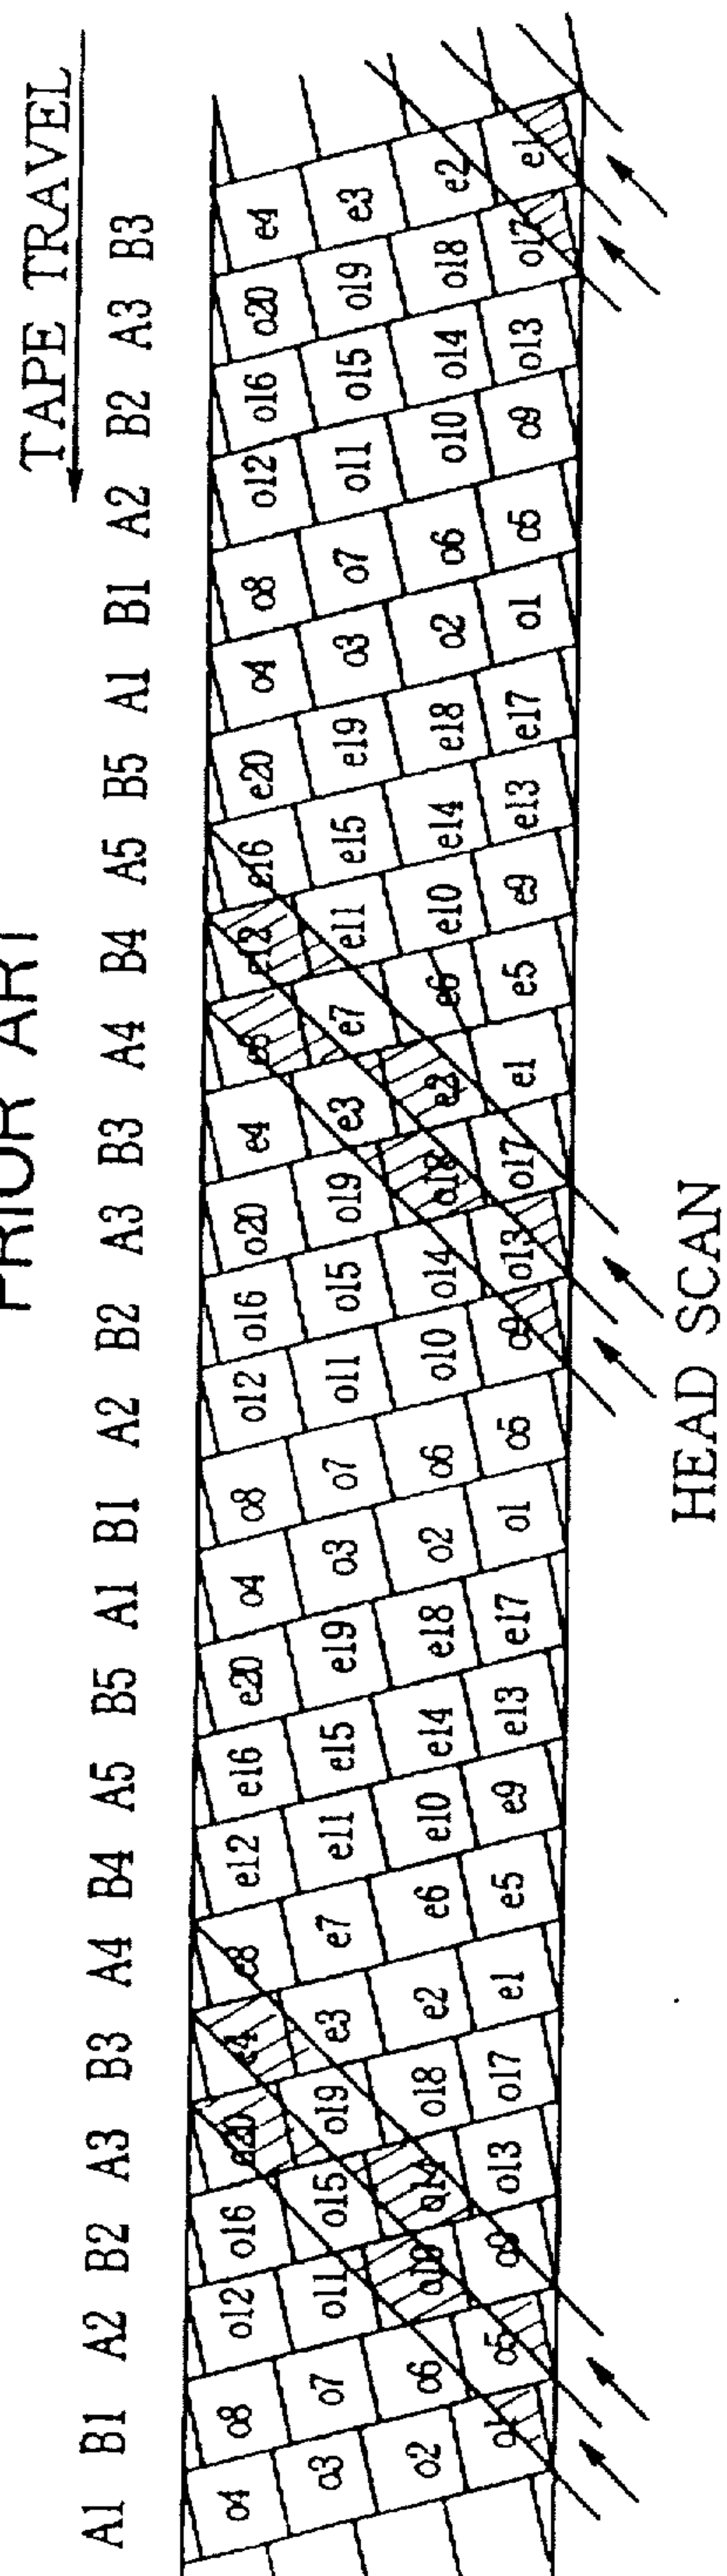 PRIOR ART
TAPE TRAVEL
A1 B1 A2 B2 A3 B3 A4 B4 A5 B5 A1 B1 A2 B2 A3 B3 A4 B4 A5 B5 A1 B1 A2 B2 A3 B3
o4 o8 o12 o16 o20 e4 e8 e12 e16 e20 o4 o8 o12 o16 o20 e4 e8 e12 e16 e20 o4 o8 o12 o16 o20 e4
o3 o7 o11 o15 o19 e3 e7 e11 e15 e19 o3 o7 o11 o15 o19 e3 e7 e11 e15 e19 o3 o7 o11 o15 o19 e3
o2 o6 o10 o14 o18 e2 e6 e10 e14 e18 o2 o6 o10 o14 o18 e2 e6 e10 e14 e18 o2 o6 o10 o14 o18 e2
o1 o5 o9 o13 o17 e1 e5 e9 e13 e17 o1 o5 o9 o13 o17 e1 e5 e9 e13 e17 o1 o5 o9 o13 o17 e1
HEAD SCAN